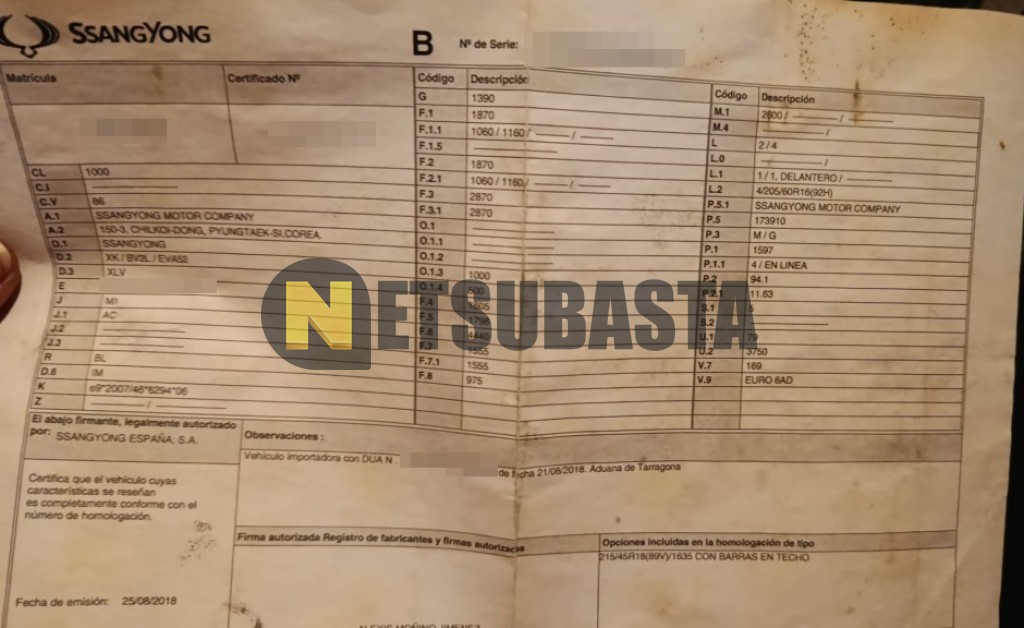 SSANGYONG
B
Nº de Serie:
Matrícula
Certificado Nº
Código Descripción
G 1390
F.1 1870
F.1.1 1060 / 1160 / /
F.1.5
F.2 1870
F.2.1 1060 / 1160 / /
F.3 2870
F.3.1 2870
O.1
O.1.1
O.1.2
O.1.3 1000
O.1.4 500
F.4
F.5
F.6 4440
F.7 1555
F.7.1 1555
F.8 975
Código Descripción
M.1 2600 / /
M.4 /
L 2 / 4
L.0 /
L.1 1 / 1, DELANTERO /
L.2 4/205/60R16(92H)
P.5.1 SSANGYONG MOTOR COMPANY
P.5 173910
P.3 M / G
P.1 1597
P.1.1 4 / EN LINEA
P.2 94.1
P.2.1 11.63
S.1 5
S.2
U.1 79
U.2 3750
V.7 169
V.9 EURO 6AD
CL 1000
C.I
C.V 86
A.1 SSANGYONG MOTOR COMPANY
A.2 150-3, CHILKOI-DONG, PYUNGTAEK-SI,COREA.
D.1 SSANGYONG
D.2 XK / BV2L / EVA52
D.3 XLV
E
J M1
J.1 AC
J.2
J.3
R BL
D.6 IM
K e9*2007/46*6294*06
Z /
NETSUBASTA
El abajo firmante, legalmente autorizado
por: SSANGYONG ESPAÑA, S.A.
Certifica que el vehículo cuyas
características se reseñan
es completamente conforme con el
número de homologación.
Fecha de emisión: 25/08/2018
Observaciones :
Vehículo importadora con DUA N . de fecha 21/08/2018. Aduana de Tarragona
Firma autorizada Registro de fabricantes y firmas autorizadas
Opciones incluidas en la homologación de tipo
215/45R18(89V)/1635 CON BARRAS EN TECHO